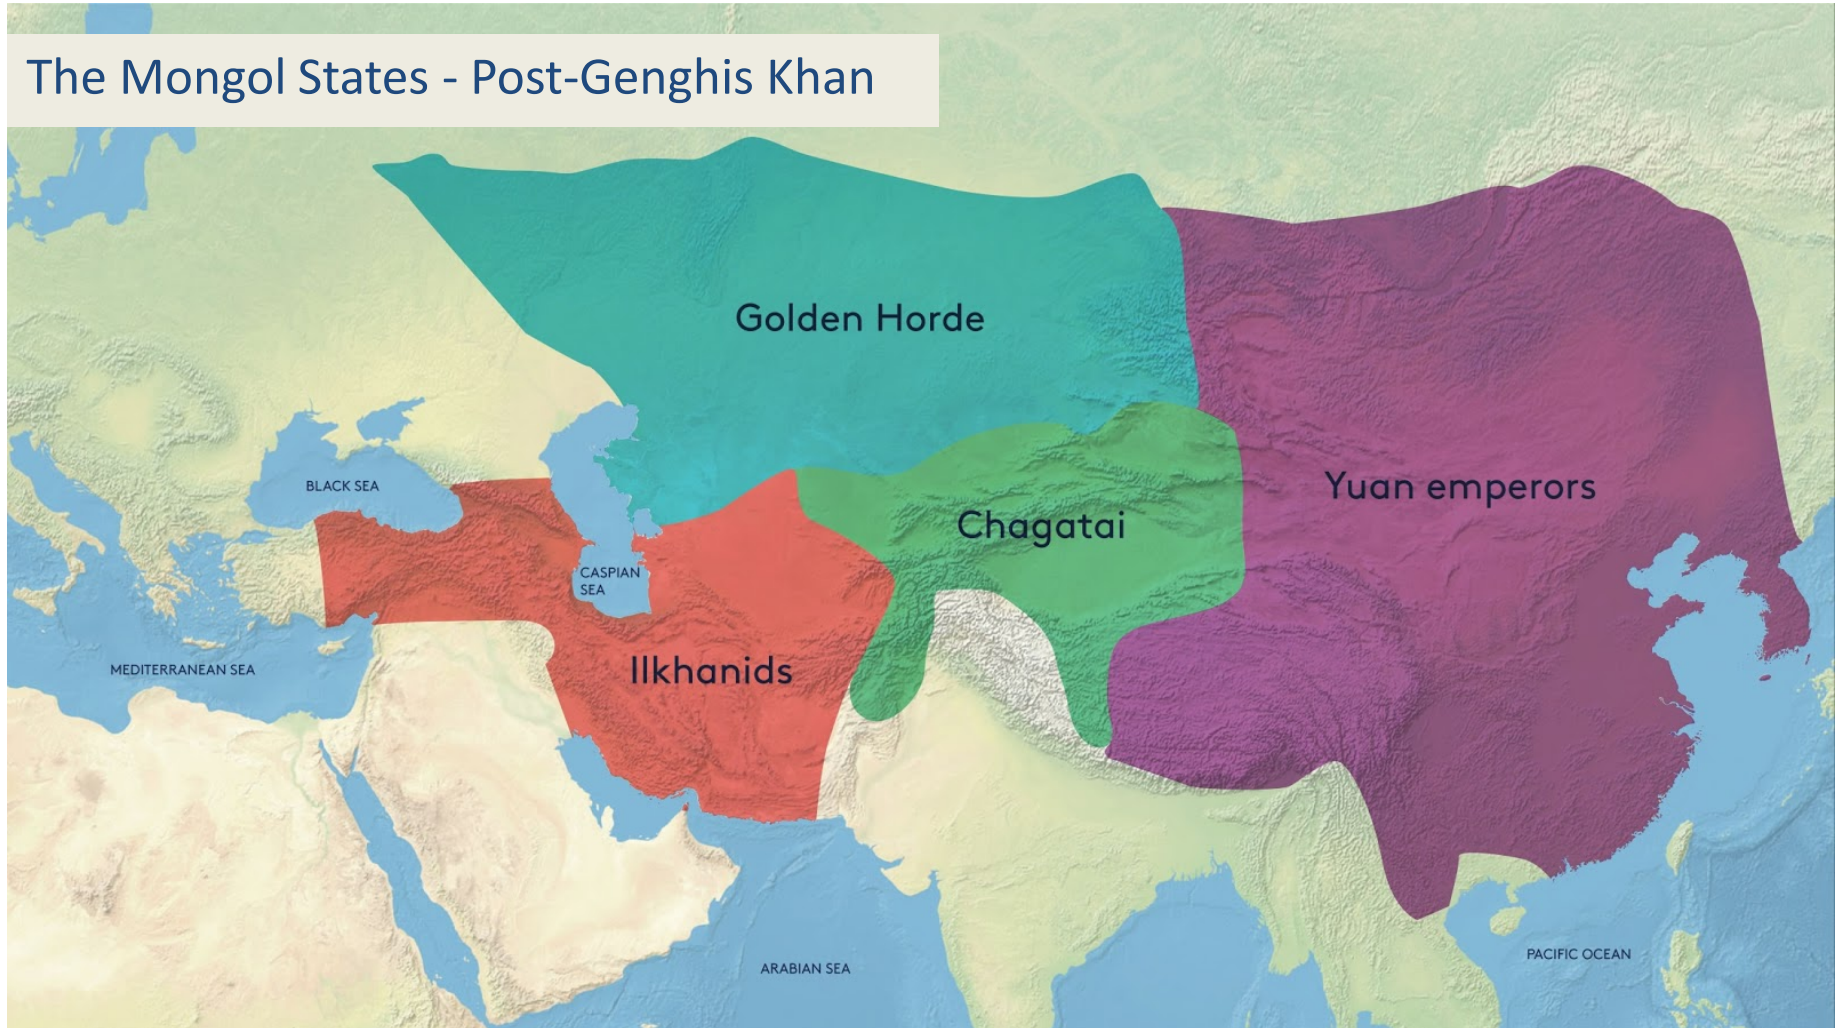 The Mongol States - Post-Genghis Khan
Golden Horde
Yuan emperors
BLACK SEA
Chagatai
CASPIAN
SEA
Ilkhanids
MEDITERRANEAN SEA
ARABIAN SEA
PACIFIC OCEAN